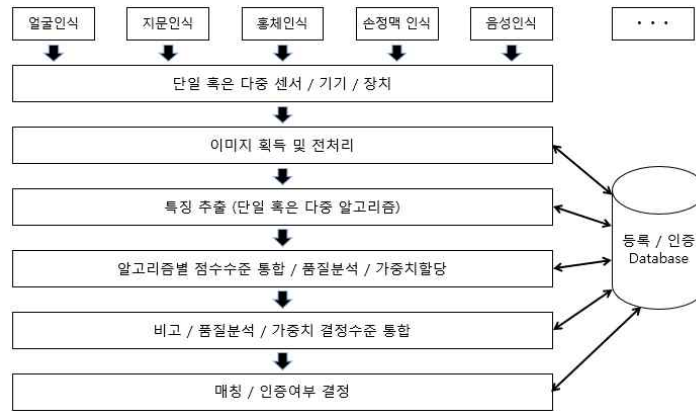 얼굴인식
지문인식
홍체인식
손정맥 인식
음성인식
· · ·
단일 혹은 다중 센서 / 기기 / 장치
이미지 획득 및 전처리
특징 추출 (단일 혹은 다중 알고리즘)
알고리즘별 점수수준 통합 / 품질분석 / 가중치할당
비고 / 품질분석 / 가중치 결정수준 통합
매칭 / 인증여부 결정
등록 / 인증
Database